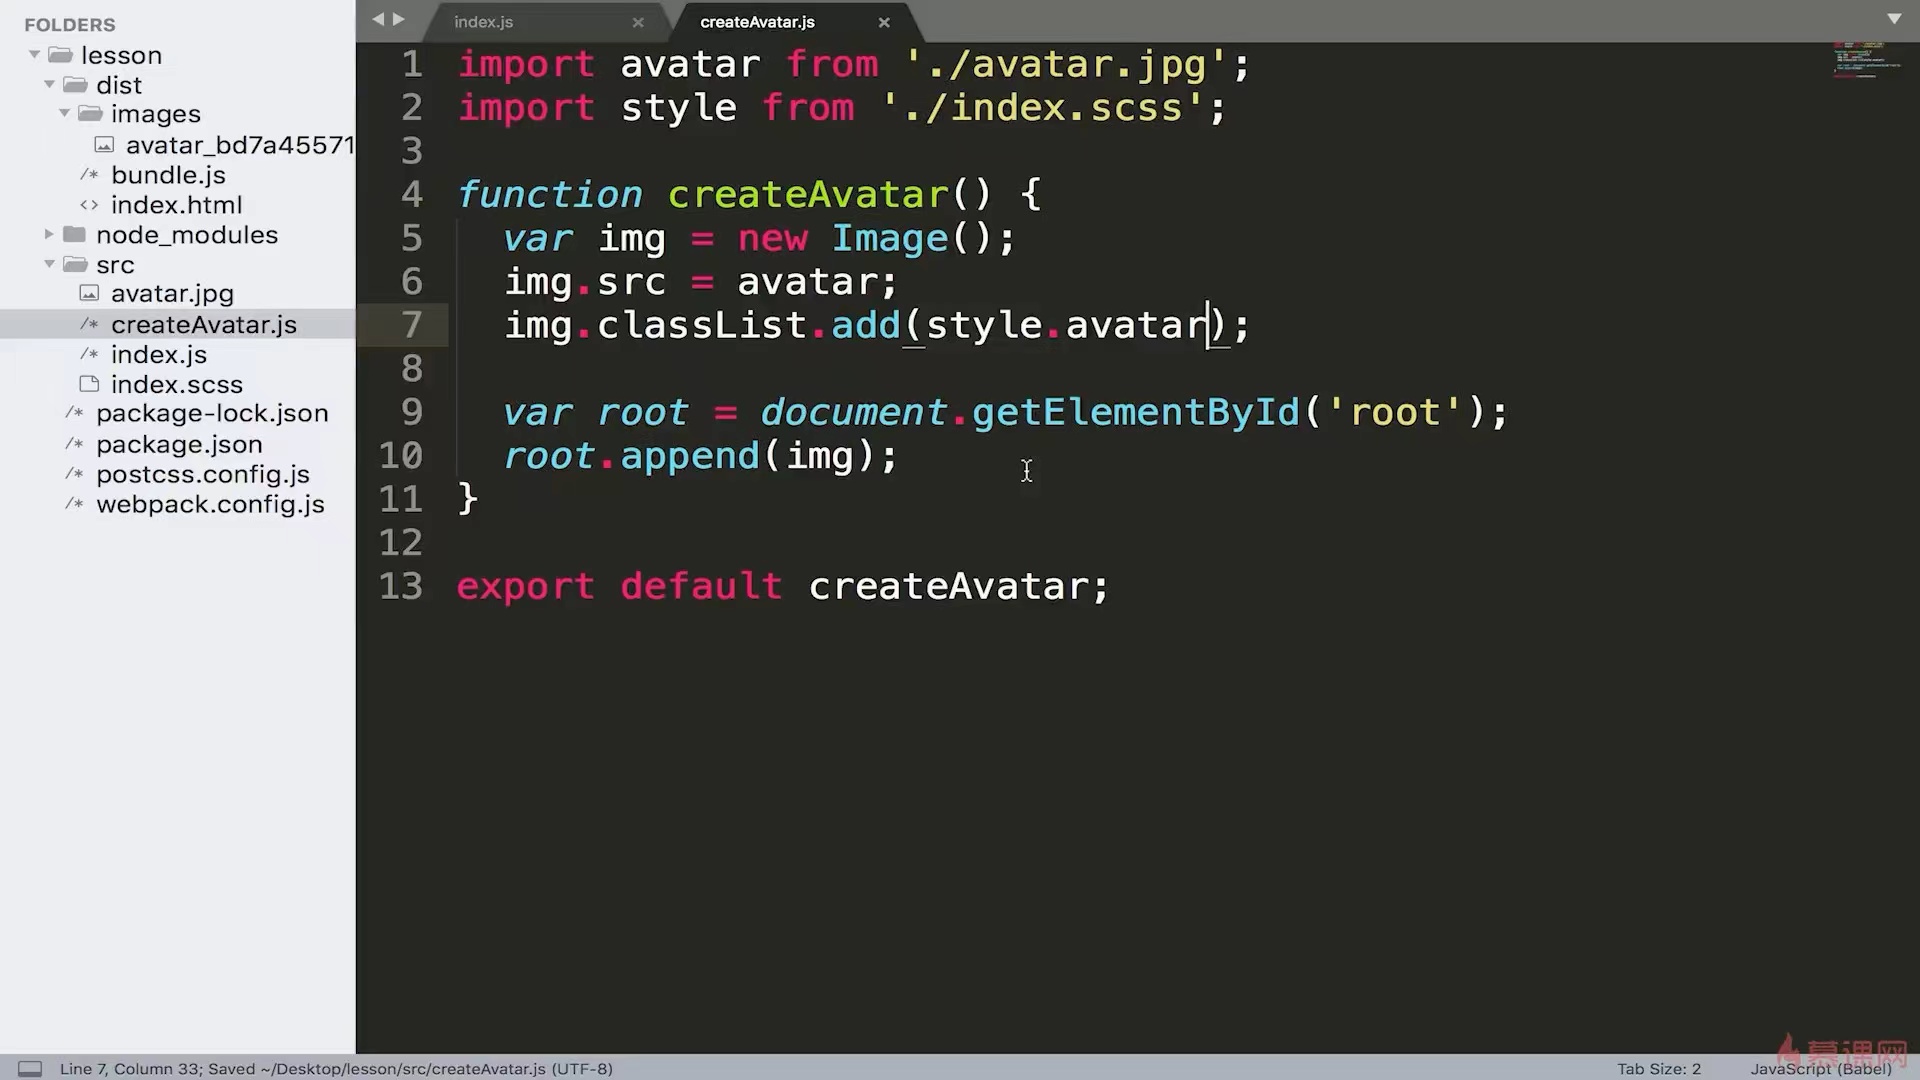 FOLDERS
lesson
dist
images
avatar_bd7a45571
/* bundle.js
<> index.html
node_modules
src
avatar.jpg
/* createAvatar.js
/* index.js
index.scss
/* package-lock.json
/* package.json
/* postcss.config.js
/* webpack.config.js
index.js ×
createAvatar.js ×
1 import avatar from './avatar.jpg';
2 import style from './index.scss';
3
4 function createAvatar() {
5 var img = new Image();
6 img.src = avatar;
7 img.classList.add(style.avatar);
8
9 var root = document.getElementById('root');
10 root.append(img);
11 }
12
13 export default createAvatar;
慕课网
Line 7, Column 33; Saved ~/Desktop/lesson/src/createAvatar.js (UTF-8)
Tab Size: 2
JavaScript (Babel)